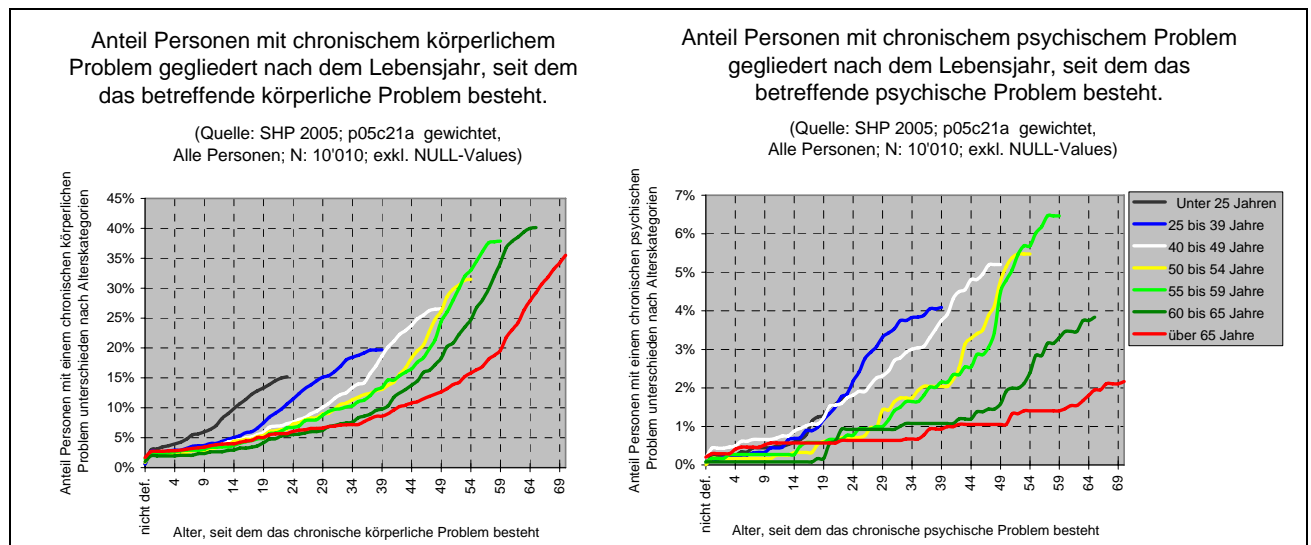 Anteil Personen mit chronischem körperlichem
Problem gegliedert nach dem Lebensjahr, seit dem
das betreffende körperliche Problem besteht.
(Quelle: SHP 2005; p05c21a gewichtet,
Alle Personen; N: 10'010; exkl. NULL-Values)
Anteil Personen mit einem chronischen körperlichen
Problem unterschieden nach Alterskategorien
45%
40%
35%
30%
25%
20%
15%
10%
5%
0%
nicht def.
4
9
14
19
24
29
34
39
44
49
54
59
64
69
Alter, seit dem das chronische körperliche Problem besteht
Anteil Personen mit chronischem psychischem Problem
gegliedert nach dem Lebensjahr, seit dem das
betreffende psychische Problem besteht.
(Quelle: SHP 2005; p05c21a gewichtet,
Alle Personen; N: 10'010; exkl. NULL-Values)
Anteil Personen mit einem chronischen psychischen
Problem unterschieden nach Alterskategorien
7%
6%
5%
4%
3%
2%
1%
0%
nicht def.
4
9
14
19
24
29
34
39
44
49
54
59
64
69
Alter, seit dem das chronische psychische Problem besteht
Unter 25 Jahren
25 bis 39 Jahre
40 bis 49 Jahre
50 bis 54 Jahre
55 bis 59 Jahre
60 bis 65 Jahre
über 65 Jahre